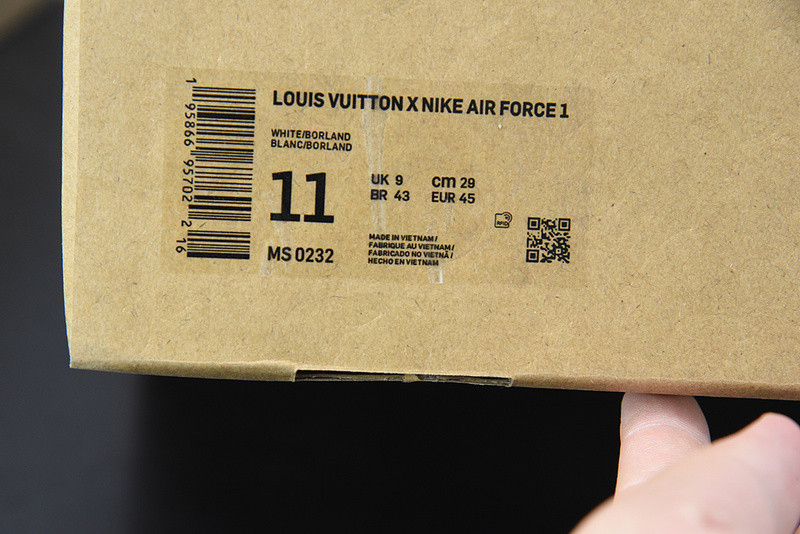 1 95866 95702 2 16
LOUIS VUITTON X NIKE AIR FORCE 1
WHITE/BORLAND
BLANC/BORLAND
11
UK 9 cm 29
BR 43 EUR 45
MS 0232
MADE IN VIETNAM /
FABRIQUE AU VIETNAM /
FABRICADO NO VIETNÃ /
HECHO EN VIETNAM
RFID